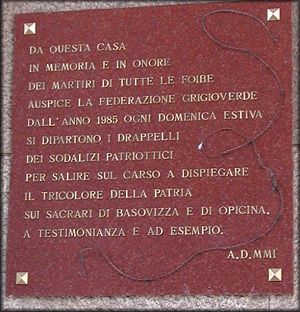 DA QUESTA CASA
IN MEMORIA E IN ONORE
DEI MARTIRI DI TUTTE LE FOIBE
AUSPICE LA FEDERAZIONE GRIGIOVERDE
DALL'ANNO 1985 OGNI DOMENICA ESTIVA
SI DIPARTONO I DRAPPELLI
DEI SODALIZI PATRIOTTICI
PER SALIRE SUL CARSO A DISPIEGARE
IL TRICOLORE DELLA PATRIA
SUI SACRARI DI BASOVIZZA E DI OPICINA.
A TESTIMONIANZA E AD ESEMPIO.
A.D.MMI